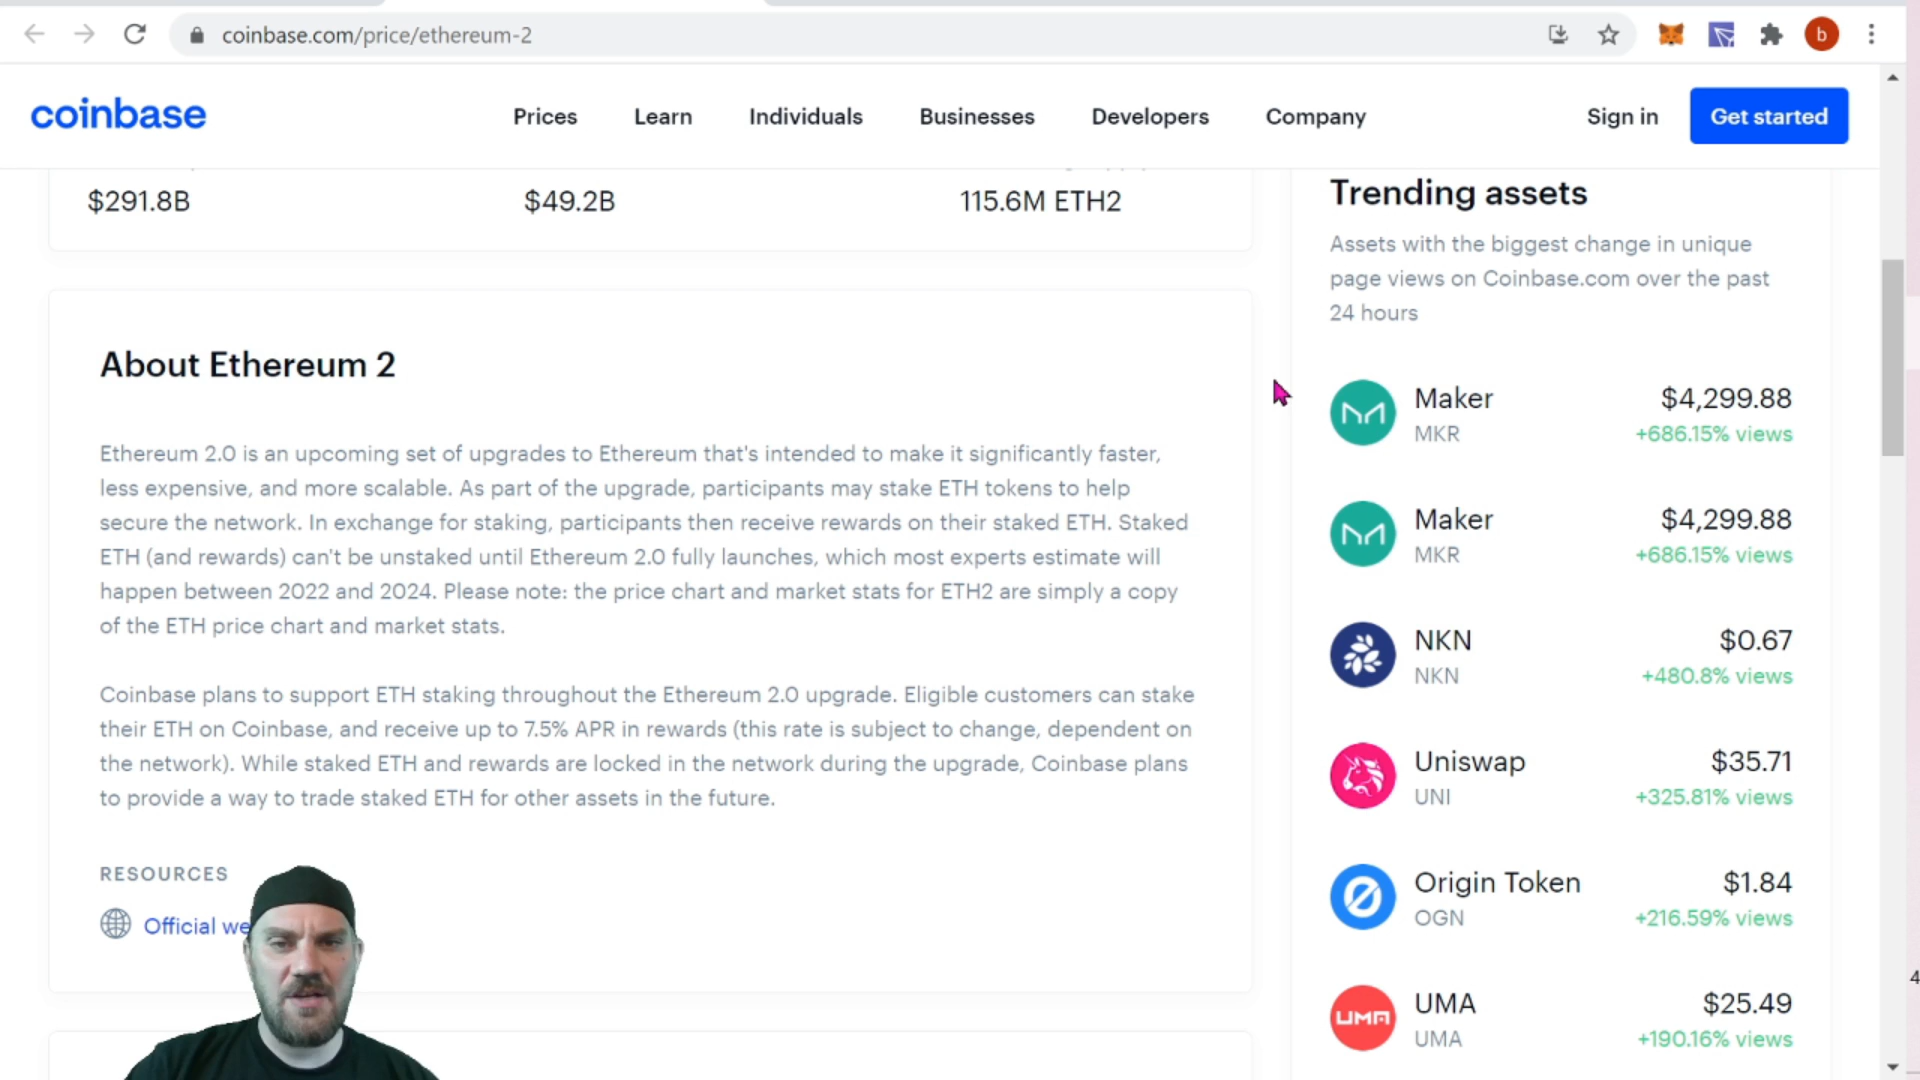 coinbase.com/price/ethereum-2
b
coinbase
Prices
Learn
Individuals
Businesses
Developers
Company
Sign in
Get started
$291.8B
$49.2B
115.6M ETH2
About Ethereum 2
Ethereum 2.0 is an upcoming set of upgrades to Ethereum that's intended to make it significantly faster,
less expensive, and more scalable. As part of the upgrade, participants may stake ETH tokens to help
secure the network. In exchange for staking, participants then receive rewards on their staked ETH. Staked
ETH (and rewards) can't be unstaked until Ethereum 2.0 fully launches, which most experts estimate will
happen between 2022 and 2024. Please note: the price chart and market stats for ETH2 are simply a copy
of the ETH price chart and market stats.
Coinbase plans to support ETH staking throughout the Ethereum 2.0 upgrade. Eligible customers can stake
their ETH on Coinbase, and receive up to 7.5% APR in rewards (this rate is subject to change, dependent on
the network). While staked ETH and rewards are locked in the network during the upgrade, Coinbase plans
to provide a way to trade staked ETH for other assets in the future.
RESOURCES
Official we
Trending assets
Assets with the biggest change in unique
page views on Coinbase.com over the past
24 hours
Maker $4,299.88
MKR +686.15% views
Maker $4,299.88
MKR +686.15% views
NKN $0.67
NKN +480.8% views
Uniswap $35.71
UNI +325.81% views
Origin Token $1.84
OGN +216.59% views
UMA
UMA $25.49
UMA +190.16% views
4